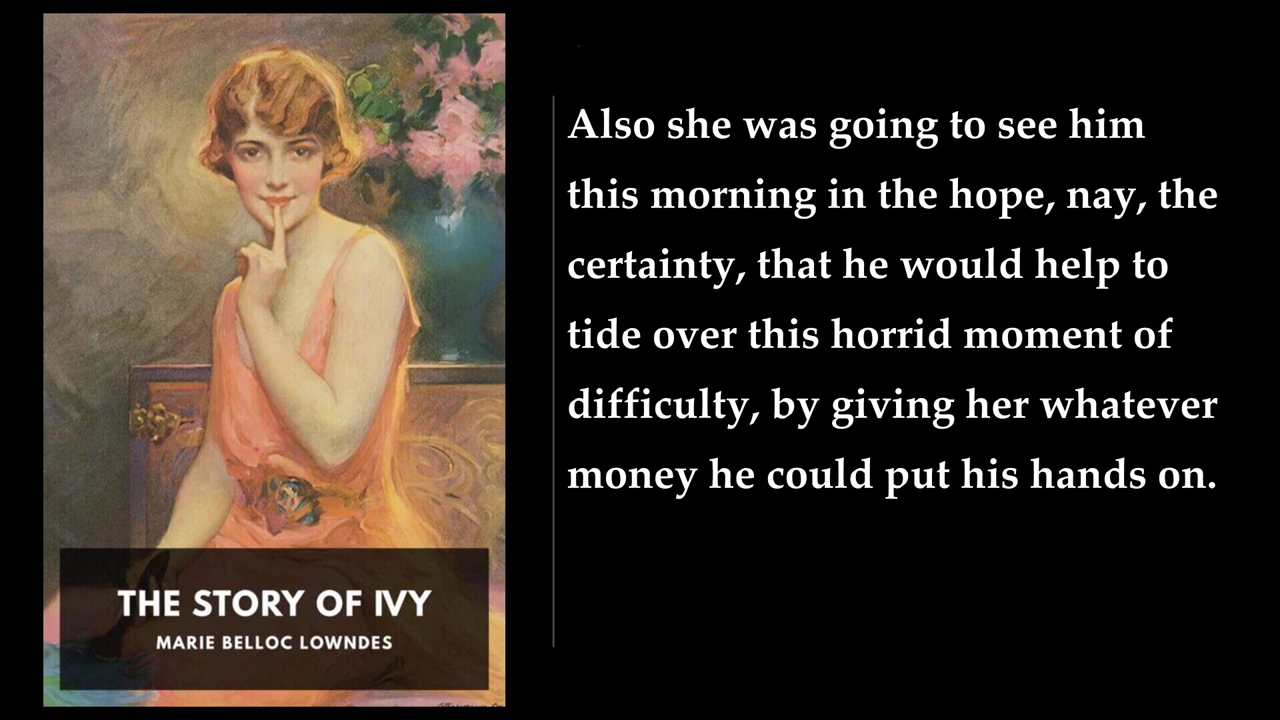 THE STORY OF IVY
MARIE BELLOC LOWNDES
Also she was going to see him
this morning in the hope, nay, the
certainty, that he would help to
tide over this horrid moment of
difficulty, by giving her whatever
money he could put his hands on.